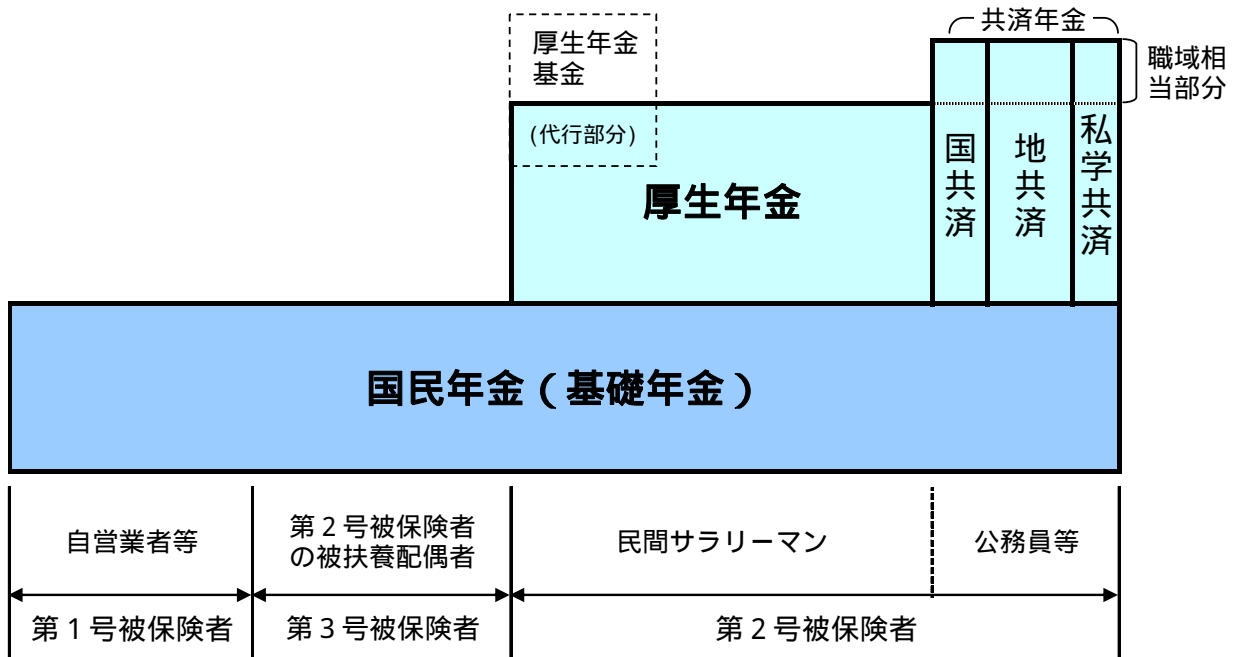 共済年金
厚生年金
基金
(代行部分)
職域相
当部分
厚生年金
国共済
地共済
私学共済
国民年金(基礎年金)
自営業者等
第2号被保険者
の被扶養配偶者
民間サラリーマン
公務員等
第1号被保険者
第3号被保険者
第2号被保険者